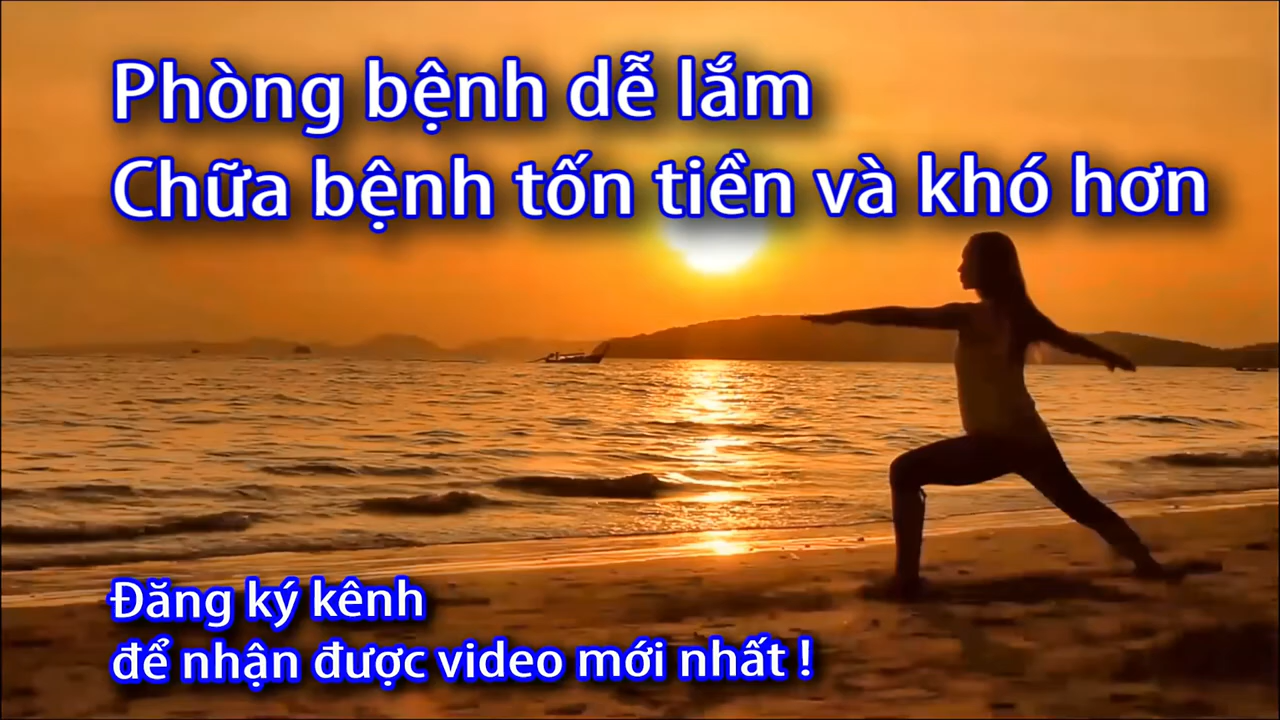 Phòng bệnh dễ lắm
Chữa bệnh tốn tiền và khó hơn
Đăng ký kênh
để nhận được video mới nhất !